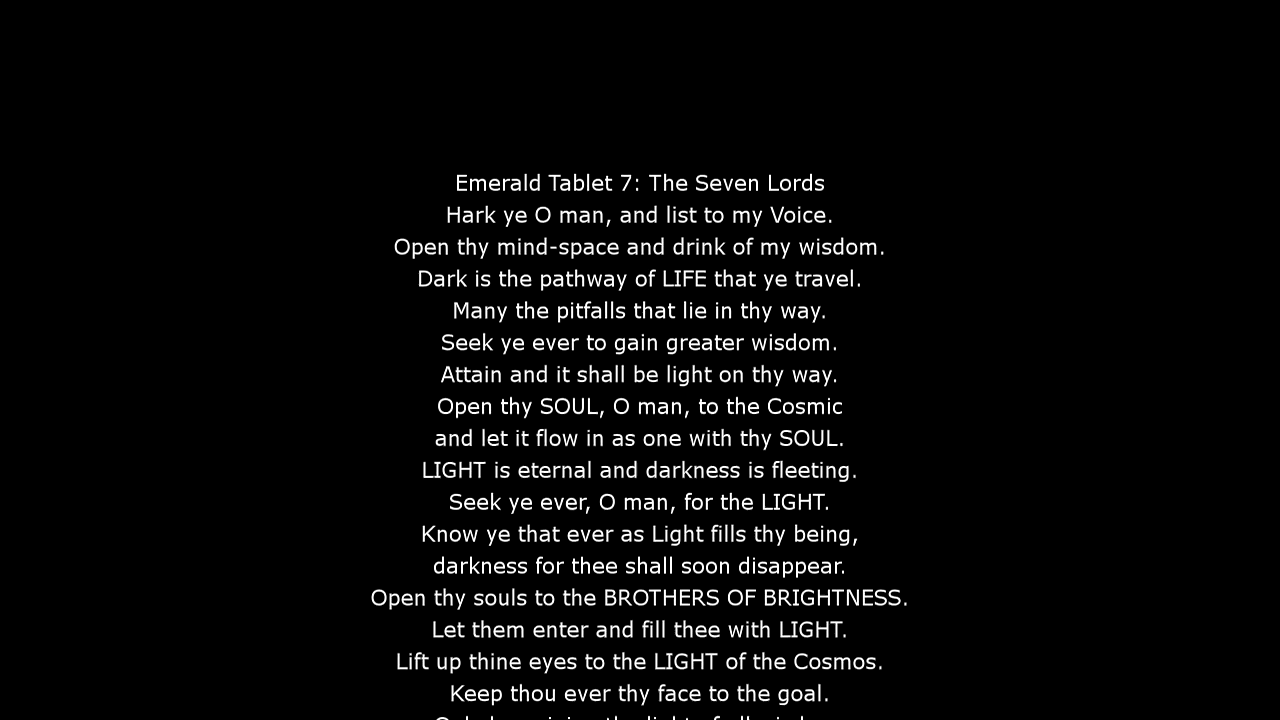 Emerald Tablet 7: The Seven Lords
Hark ye O man, and list to my Voice.
Open thy mind-space and drink of my wisdom.
Dark is the pathway of LIFE that ye travel.
Many the pitfalls that lie in thy way.
Seek ye ever to gain greater wisdom.
Attain and it shall be light on thy way.
Open thy SOUL, O man, to the Cosmic
and let it flow in as one with thy SOUL.
LIGHT is eternal and darkness is fleeting.
Seek ye ever, O man, for the LIGHT.
Know ye that ever as Light fills thy being,
darkness for thee shall soon disappear.
Open thy souls to the BROTHERS OF BRIGHTNESS.
Let them enter and fill thee with LIGHT.
Lift up thine eyes to the LIGHT of the Cosmos.
Keep thou ever thy face to the goal.